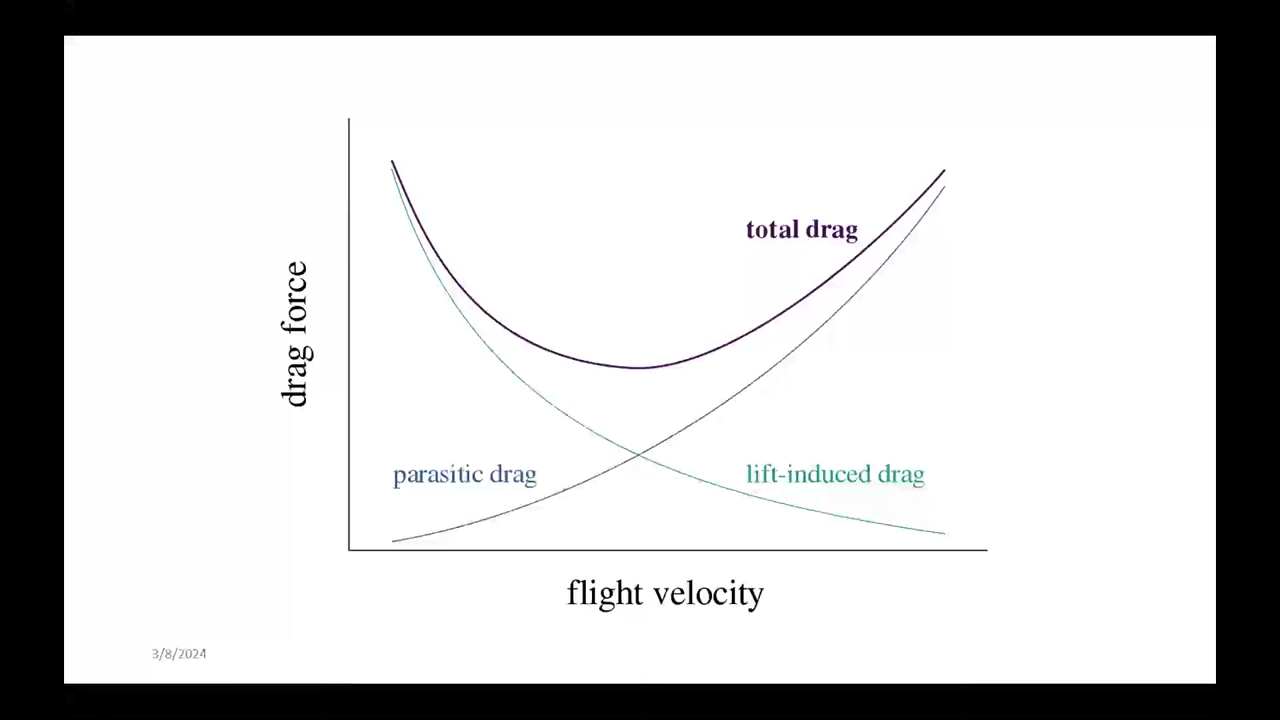 total drag
drag force
parasitic drag
lift-induced drag
flight velocity
3/8/2024